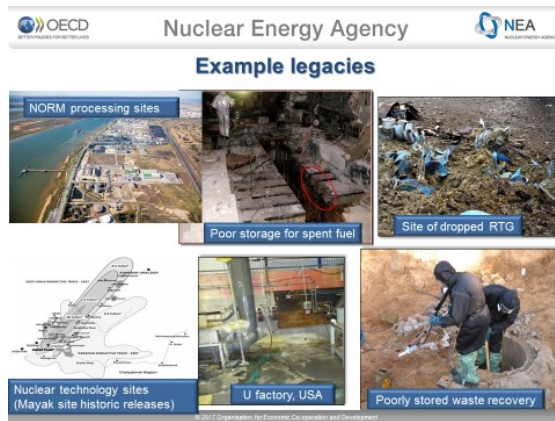 OECD
BETTER POLICIES FOR BETTER LIVES
Nuclear Energy Agency
NEA
NUCLEAR ENERGY AGENCY
Example legacies
NORM processing sites
Poor storage for spent fuel
Site of dropped RTG
Nuclear technology sites
(Mayak site historic releases)
U factory, USA
Poorly stored waste recovery
© 2017 Organisation for Economic Co-operation and Development